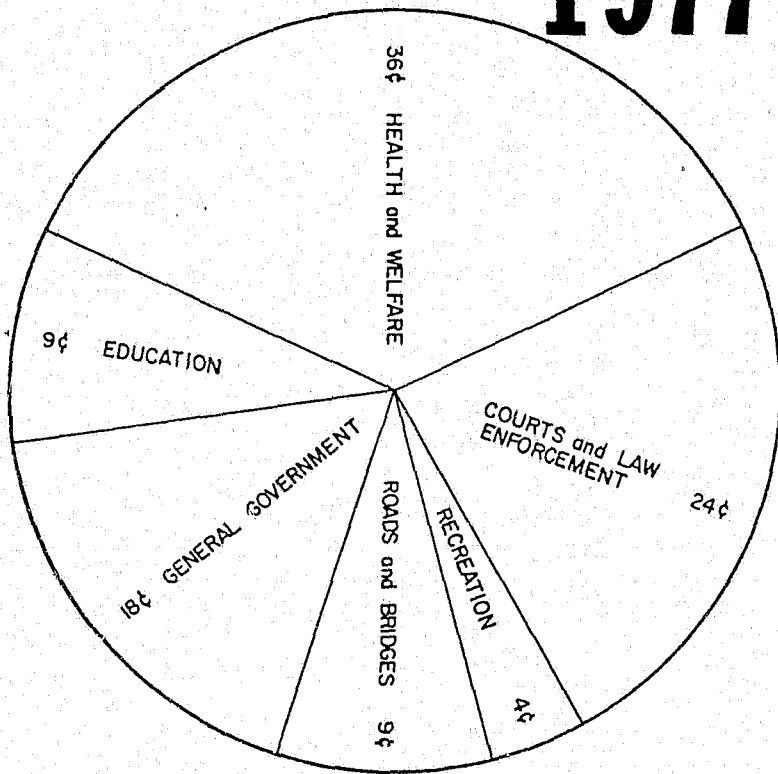 1977
36¢ HEALTH and WELFARE
COURTS and LAW
ENFORCEMENT
24¢
RECREATION
4¢
ROADS and BRIDGES 9¢
18¢ GENERAL GOVERNMENT
9¢ EDUCATION